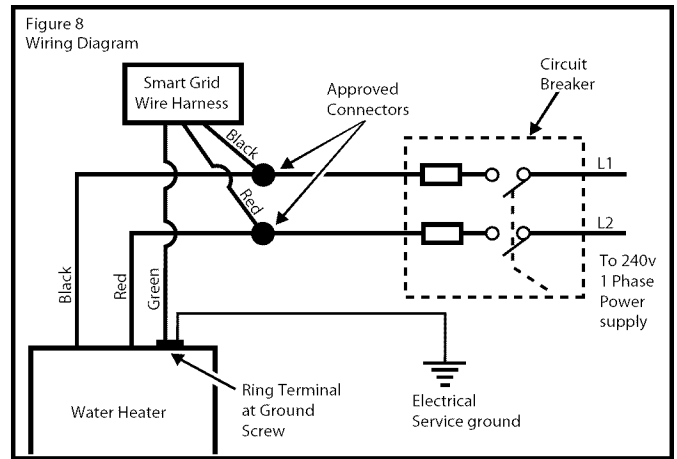 Figure 8
Wiring Diagram
Smart Grid
Wire Harness
Approved
Connectors
Circuit
Breaker
Black
Red
L1
L2
To 240v
1 Phase
Power
supply
Black
Red
Green
Water Heater
Ring Terminal
at Ground
Screw
Electrical
Service ground